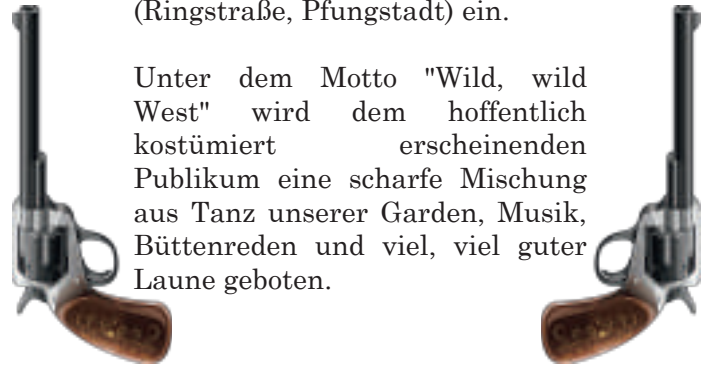 (Ringstraße, Pfungstadt) ein.
Unter dem Motto "Wild, wild
West" wird dem hoffentlich
kostümiert erscheinenden
Publikum eine scharfe Mischung
aus Tanz unserer Garden, Musik,
Büttenreden und viel, viel guter
Laune geboten.